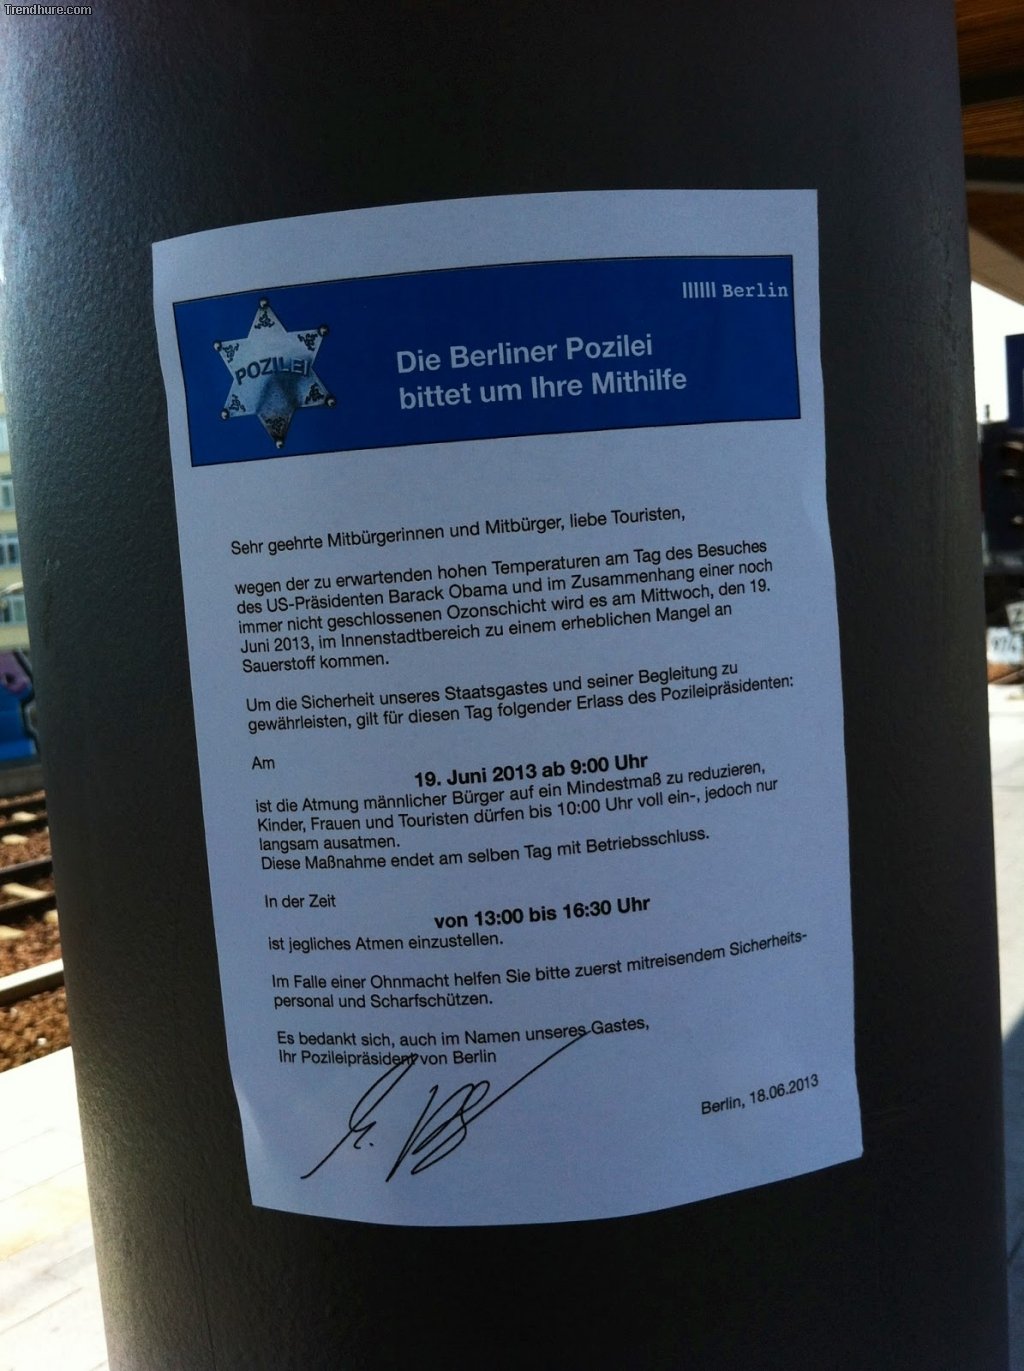 Trendhure.com
Berlin
POZILEI
Die Berliner Pozilei
bittet um Ihre Mithilfe
Sehr geehrte Mitbürgerinnen und Mitbürger, liebe Touristen,
wegen der zu erwartenden hohen Temperaturen am Tag des Besuches
des US-Präsidenten Barack Obama und im Zusammenhang einer noch
immer nicht geschlossenen Ozonschicht wird es am Mittwoch, den 19.
Juni 2013, im Innenstadtbereich zu einem erheblichen Mangel an
Sauerstoff kommen.
Um die Sicherheit unseres Staatsgastes und seiner Begleitung zu
gewährleisten, gilt für diesen Tag folgender Erlass des Pozileipräsidenten:
Am
19. Juni 2013 ab 9:00 Uhr
ist die Atmung männlicher Bürger auf ein Mindestmaß zu reduzieren,
Kinder, Frauen und Touristen dürfen bis 10:00 Uhr voll ein-, jedoch nur
langsam ausatmen.
Diese Maßnahme endet am selben Tag mit Betriebsschluss.
In der Zeit
von 13:00 bis 16:30 Uhr
ist jegliches Atmen einzustellen.
Im Falle einer Ohnmacht helfen Sie bitte zuerst mitreisendem Sicherheits-
personal und Scharfschützen.
Es bedankt sich, auch im Namen unseres Gastes,
Ihr Pozileipräsident von Berlin
Berlin, 18.06.2013